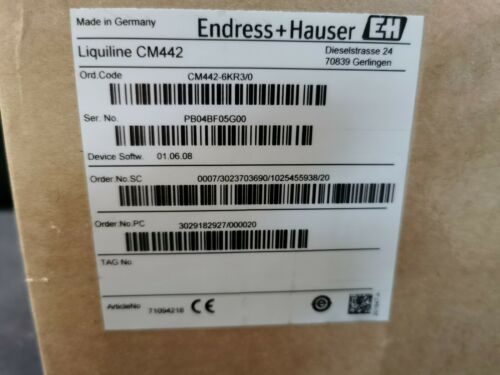 Made in Germany
Endress+Hauser EH
Liquiline CM442
Dieselstrasse 24
70839 Gerlingen
Ord.Code CM442-6KR3/0
Ser. No. PB04BF05G00
Device Softw. 01.06.08
Order.No.SC 0007/3023703690/1025455938/20
Order.No.PC 3029182927/000020
TAG No.
ArticleNo 71094218 CE